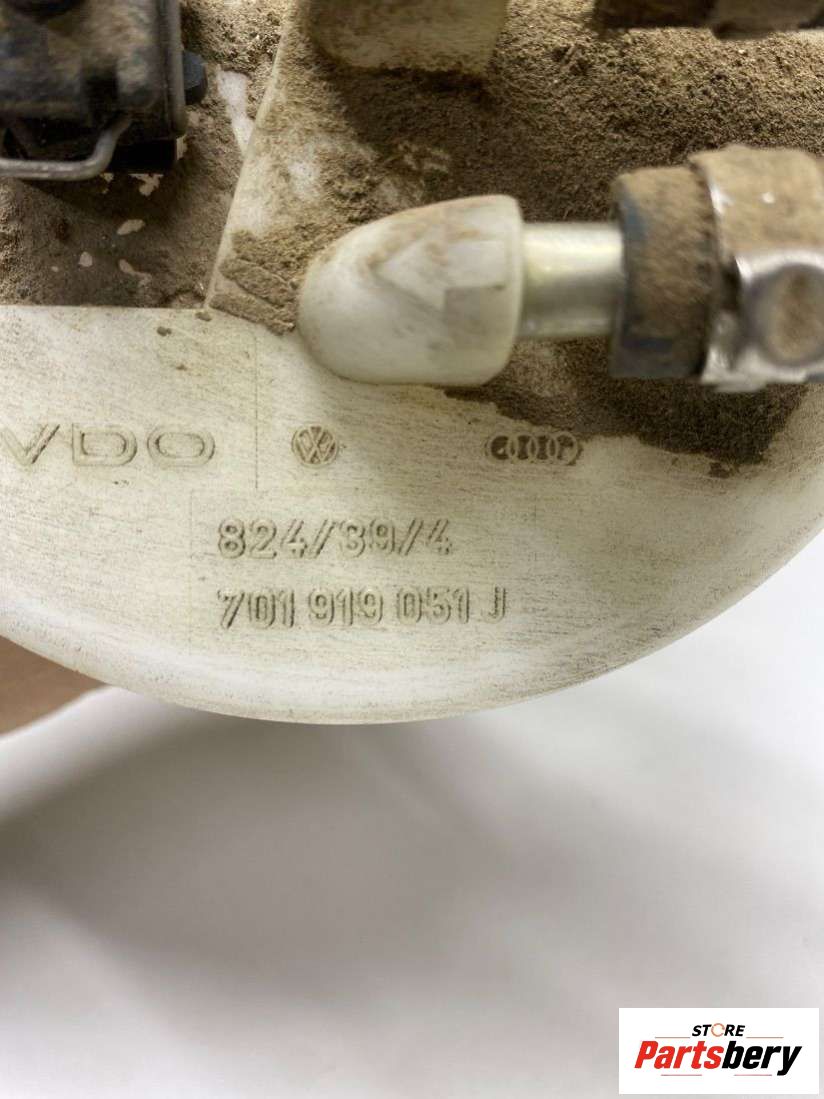 VDO
824/39/4
701 919 051 J
STORE
Partsbery